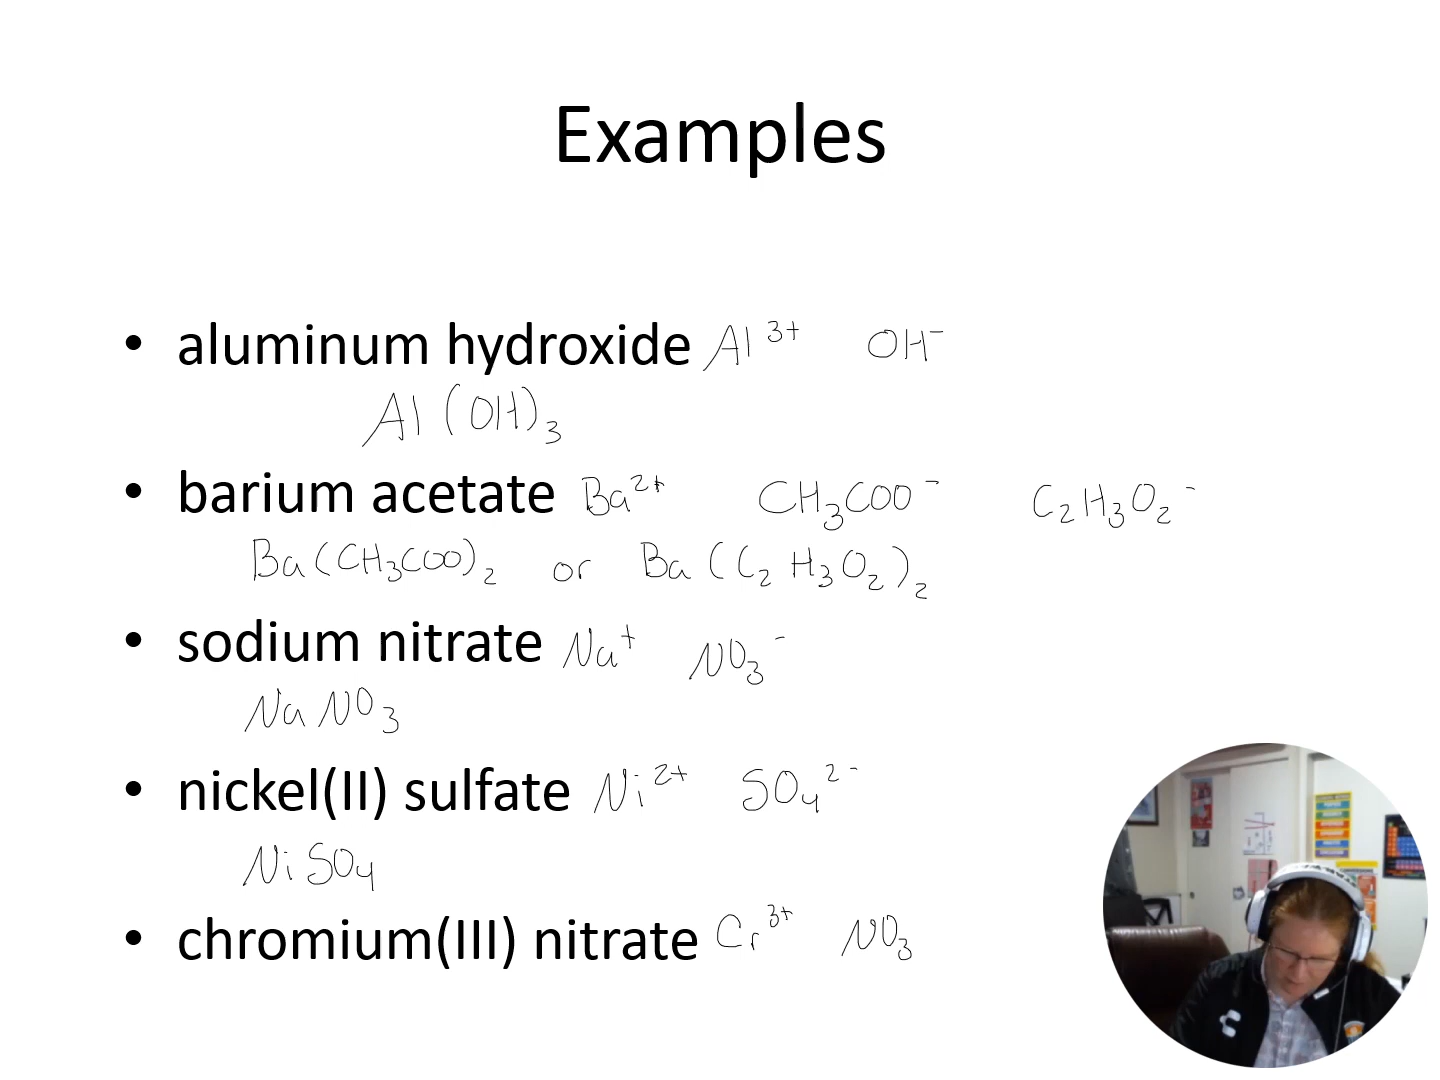 Examples
• aluminum hydroxide Al³⁺ OH⁻
Al(OH)₃
• barium acetate Ba²⁺ CH₃COO⁻ C₂H₃O₂⁻
Ba(CH₃COO)₂ or Ba(C₂H₃O₂)₂
• sodium nitrate Na⁺ NO₃⁻
NaNO₃
• nickel(II) sulfate Ni²⁺ SO₄²⁻
NiSO₄
• chromium(III) nitrate Cr³⁺ NO₃